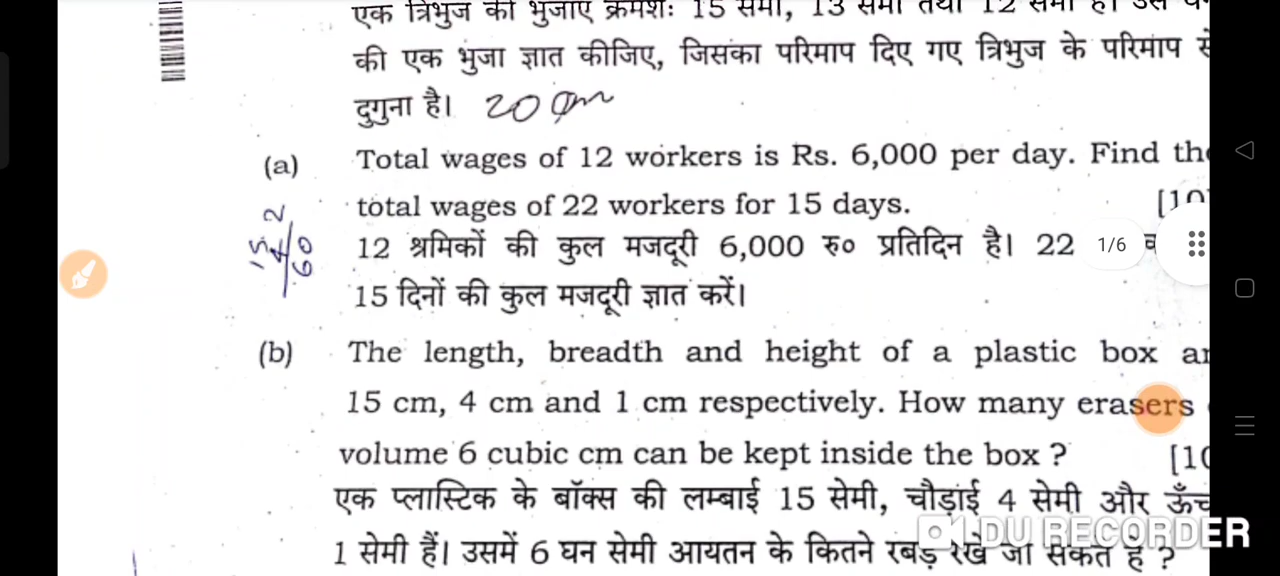 एक त्रिभुज की भुजाएँ क्रमशः 15 सेमी, 13 सेमी तथा 12 सेमी हैं। उस
की एक भुजा ज्ञात कीजिए, जिसका परिमाप दिए गए त्रिभुज के परिमाप से
दुगुना है। 20 cm
(a) Total wages of 12 workers is Rs. 6,000 per day. Find the
total wages of 22 workers for 15 days. [10
12 श्रमिकों की कुल मजदूरी 6,000 रु० प्रतिदिन है। 22
1/6
15 दिनों की कुल मजदूरी ज्ञात करें।
(b) The length, breadth and height of a plastic box ar
15 cm, 4 cm and 1 cm respectively. How many erasers
volume 6 cubic cm can be kept inside the box ? [10
एक प्लास्टिक के बॉक्स की लम्बाई 15 सेमी, चौड़ाई 4 सेमी और ऊँच
1 सेमी हैं। उसमें 6 घन सेमी आयतन के कितने रबड़ रखे जा सकते हैं ?
DU RECORDER